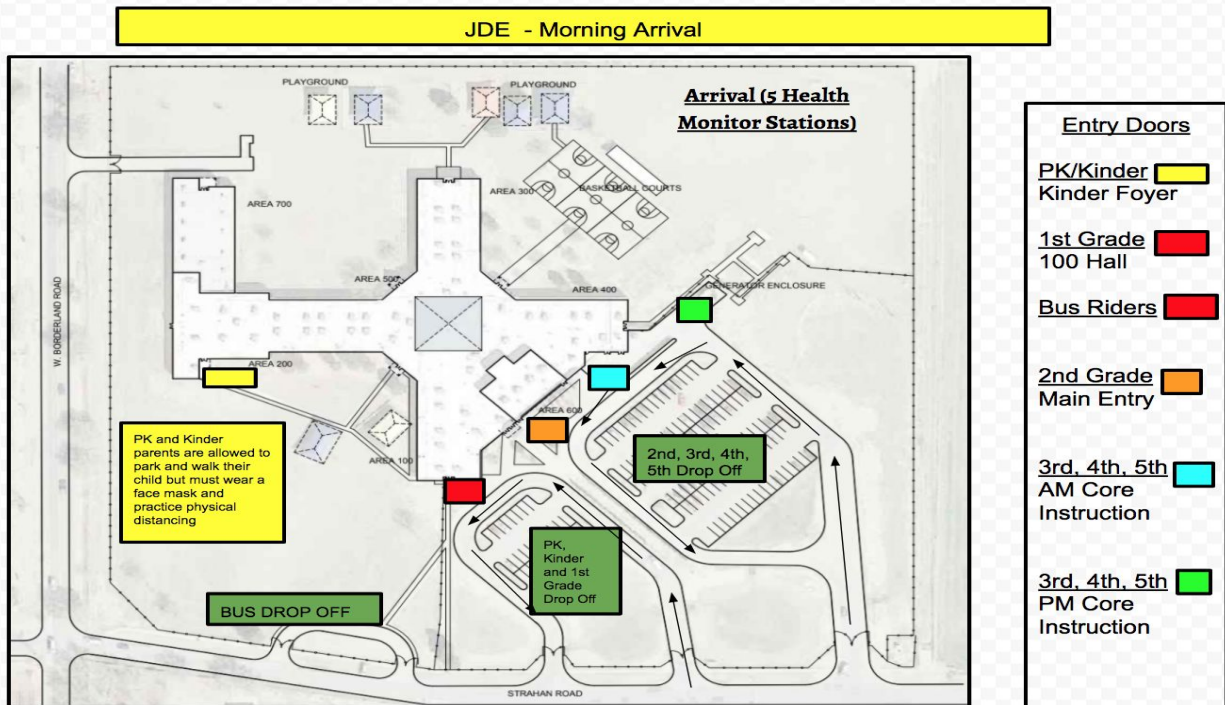 JDE - Morning Arrival
PLAYGROUND
PLAYGROUND
Arrival (5 Health
Monitor Stations)
BASKETBALL COURTS
AREA 300
AREA 700
AREA 500
AREA 400
GENERATOR ENCLOSURE
W. BORDERLAND ROAD
AREA 200
AREA 600
AREA 100
PK and Kinder
parents are allowed to
park and walk their
child but must wear a
face mask and
practice physical
distancing
2nd, 3rd, 4th,
5th Drop Off
PK,
Kinder
and 1st
Grade
Drop Off
BUS DROP OFF
STRAHAN ROAD
Entry Doors
PK/Kinder
Kinder Foyer
1st Grade
100 Hall
Bus Riders
2nd Grade
Main Entry
3rd, 4th, 5th
AM Core
Instruction
3rd, 4th, 5th
PM Core
Instruction